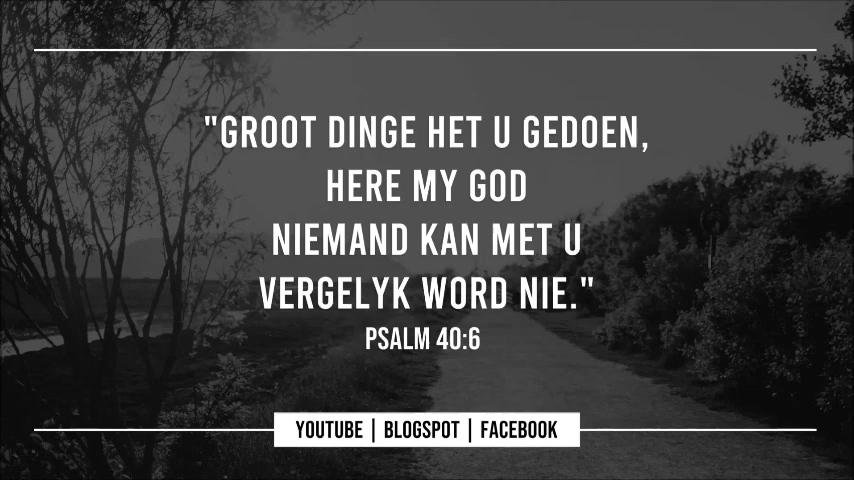 "GROOT DINGE HET U GEDOEN,
HERE MY GOD
NIEMAND KAN MET U
VERGELYK WORD NIE."
PSALM 40:6
YOUTUBE | BLOGSPOT | FACEBOOK